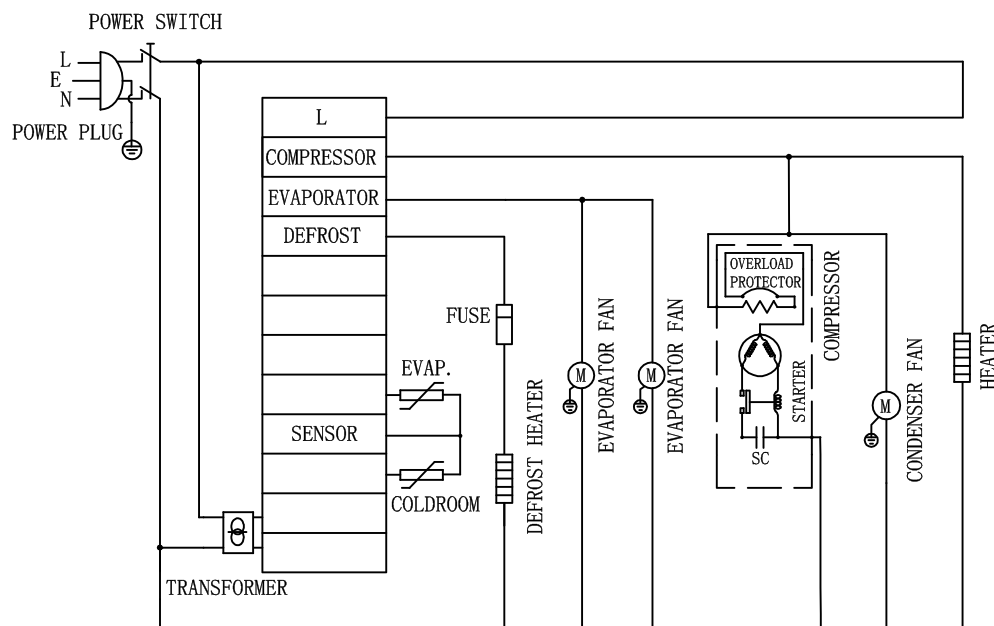 POWER SWITCH
L
E
N
POWER PLUG
L
COMPRESSOR
EVAPORATOR
DEFROST
SENSOR
FUSE
EVAP.
COLDROOM
TRANSFORMER
DEFROST HEATER
M
EVAPORATOR FAN
M
EVAPORATOR FAN
OVERLOAD
PROTECTOR
COMPRESSOR
STARTER
SC
M
CONDENSER FAN
HEATER